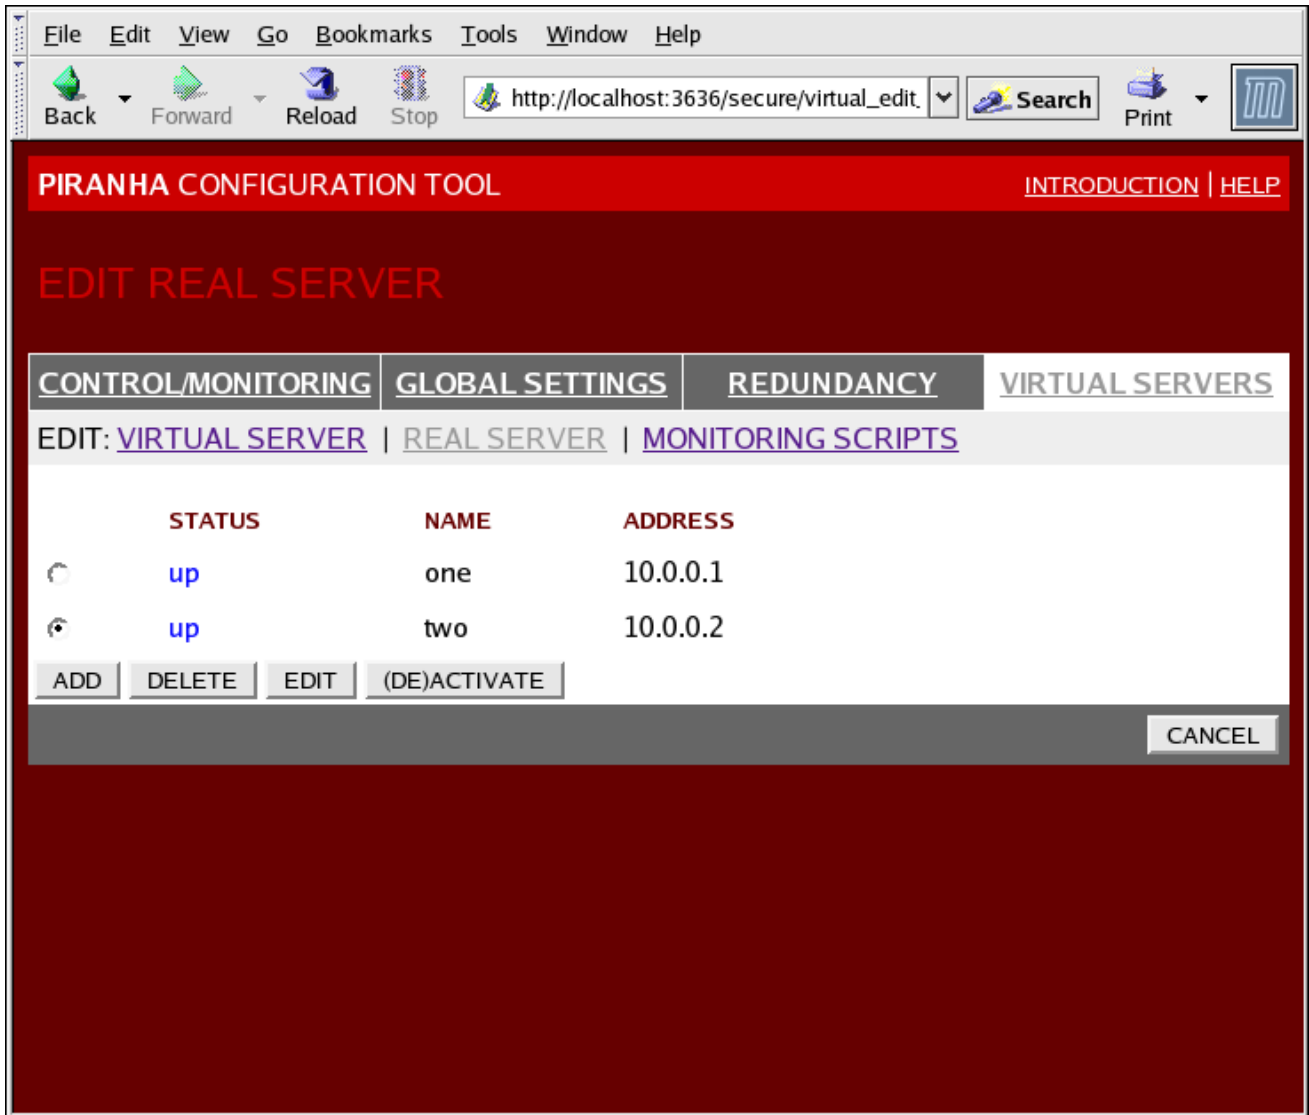 File Edit View Go Bookmarks Tools Window Help
Back Forward Reload Stop http://localhost:3636/secure/virtual_edit_ Search Print
PIRANHA CONFIGURATION TOOL INTRODUCTION | HELP
EDIT REAL SERVER
CONTROL/MONITORING GLOBAL SETTINGS REDUNDANCY VIRTUAL SERVERS
EDIT: VIRTUAL SERVER | REAL SERVER | MONITORING SCRIPTS
STATUS NAME ADDRESS
up one 10.0.0.1
up two 10.0.0.2
ADD DELETE EDIT (DE)ACTIVATE
CANCEL